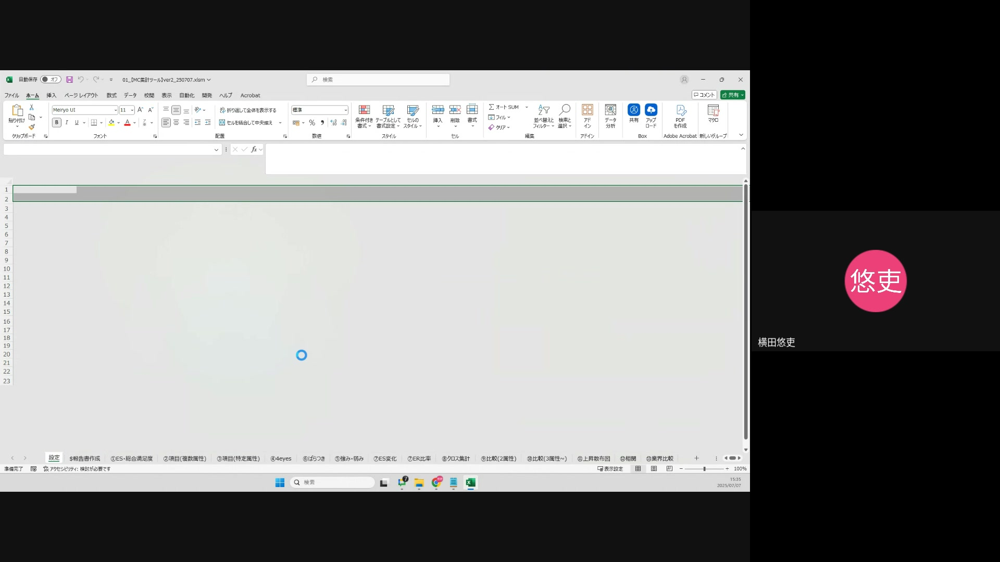 自動保存 オフ 01_【MC集計ツール】ver2_250707.xlsm 検索
ファイル ホーム 挿入 ページ レイアウト 数式 データ 校閲 表示 自動化 開発 ヘルプ Acrobat コメント 共有
貼り付け Meiryo UI 11 折り返して全体を表示する 標準 条件付き書式 テーブルとして書式設定 セルのスタイル 挿入 削除 書式 オート SUM 並べ替えとフィルター 検索と選択 アドイン データ分析 共有 アップロード PDFを作成 マクロ
B I U セルを結合して中央揃え % フィル
クリア
クリップボード フォント 配置 数値 スタイル セル 編集 アドイン Box Adobe Acrobat 新しいグループ
fx
1
2
3
4
5
6
7
8
9
10
11
12
13
14
15
16
17
18
19
20
21
22
23
設定 $報告書作成 ①ES・総合満足度 ②項目(複数属性) ③項目(特定属性) ④4eyes ⑥ばらつき ⑤強み・弱み ⑦ES変化 ⑦ER比率 ⑧クロス集計 ⑨比較(2属性) ⑩比較(3属性~) ⑪上昇散布図 ⑫相関 ⑬業界比較
準備完了 アクセシビリティ: 検討が必要です 表示設定 100%
検索 7 15:35
2025/07/07
悠吏
横田悠吏